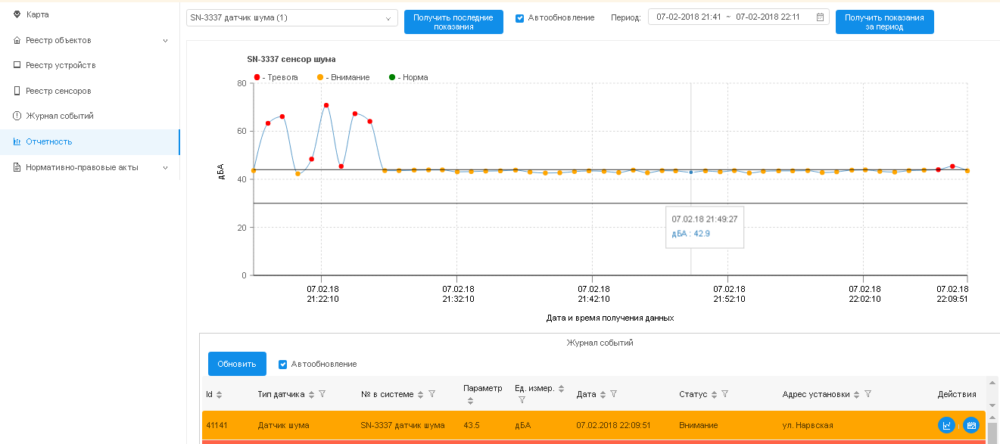 Карта
Реестр объектов
Реестр устройств
Реестр сенсоров
Журнал событий
Отчетность
Нормативно-правовые акты
SN-3337 датчик шума (1)
Получить последние
показания
Автообновление
Период:
07-02-2018 21:41 ~ 07-02-2018 22:11
Получить показания
за период
SN-3337 сенсор шума
- Тревога
- Внимание
- Норма
80
60
40
20
0
дБА
07.02.18 21:49:27
дБА : 42.9
07.02.18
21:22:10
07.02.18
21:32:10
07.02.18
21:42:10
07.02.18
21:52:10
07.02.18
22:02:10
07.02.18
22:09:51
Дата и время получения данных
Журнал событий
Обновить
Автообновление
Id
Тип датчика
№ в системе
Параметр
Ед. измер.
Дата
Статус
Адрес установки
Действия
41141
Датчик шума
SN-3337 датчик шума
43.5
дБА
07.02.2018 22:09:51
Внимание
ул. Нарвская